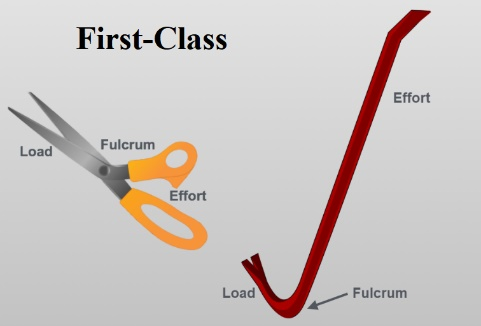 First-Class
Load
Fulcrum
Effort
Effort
Load
Fulcrum